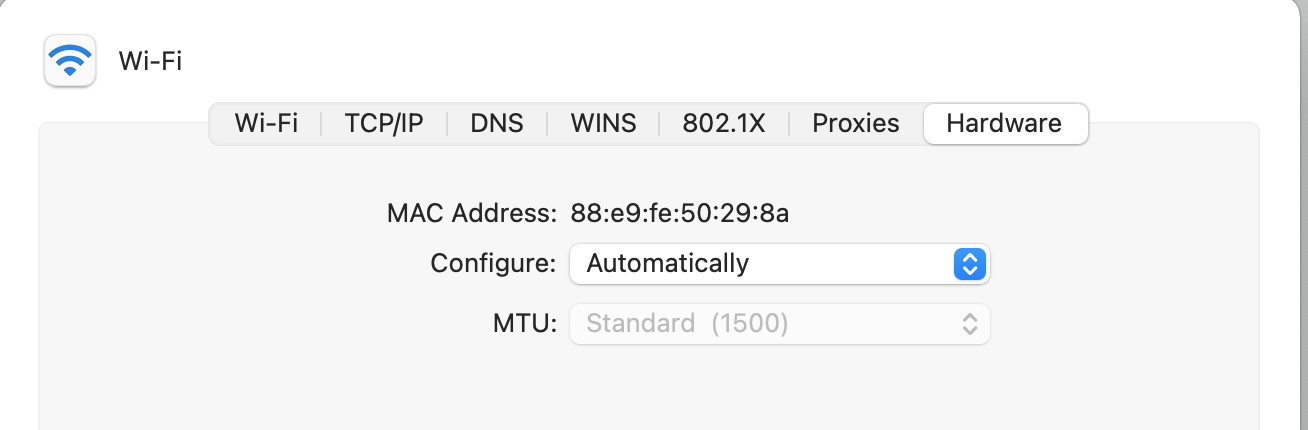 Wi-Fi
Wi-Fi TCP/IP DNS WINS 802.1X Proxies Hardware
MAC Address: 88:e9:fe:50:29:8a
Configure: Automatically
MTU: Standard (1500)